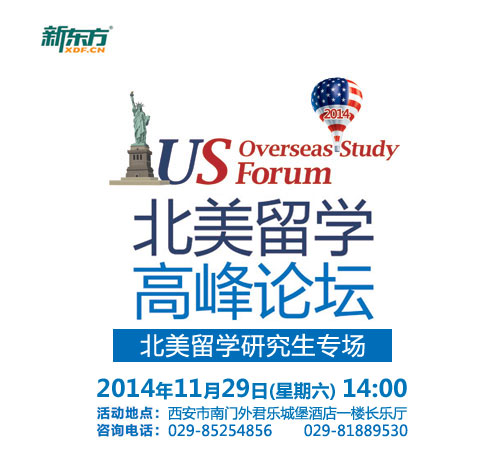 新东方
XDF.CN
2014
US Overseas Study
Forum
北美留学
高峰论坛
北美留学研究生专场
2014年11月29日(星期六) 14:00
活动地点：西安市南门外君乐城堡酒店一楼长乐厅
咨询电话：029-85254856 029-81889530